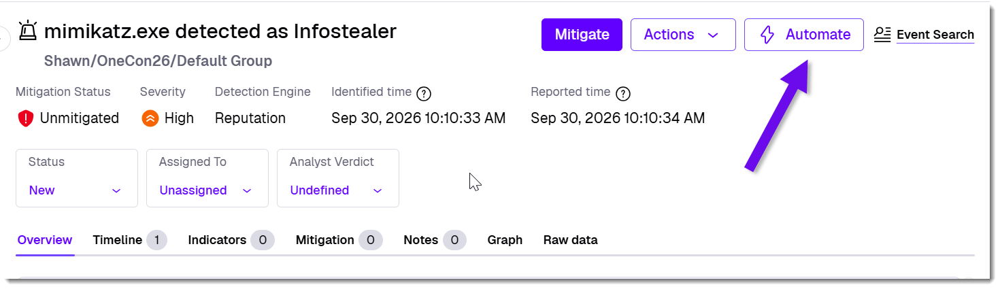 mimikatz.exe detected as Infostealer
Mitigate
Actions
Automate
Event Search
Shawn/OneCon26/Default Group
Mitigation Status
Severity
Detection Engine
Identified time
Reported time
Unmitigated
High
Reputation
Sep 30, 2026 10:10:33 AM
Sep 30, 2026 10:10:34 AM
Status
Assigned To
Analyst Verdict
New
Unassigned
Undefined
Overview
Timeline 1
Indicators 0
Mitigation 0
Notes 0
Graph
Raw data